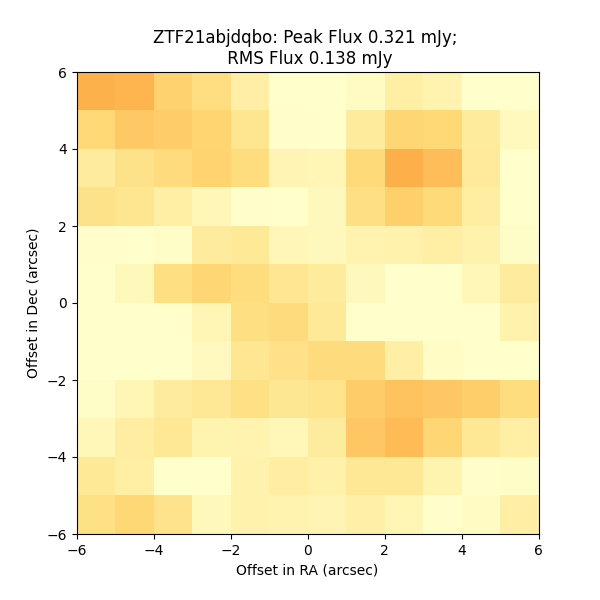 ZTF21abjdqbo: Peak Flux 0.321 mJy;
RMS Flux 0.138 mJy
6
4
2
0
−2
−4
−6
Offset in Dec (arcsec)
−6 −4 −2 0 2 4 6
Offset in RA (arcsec)